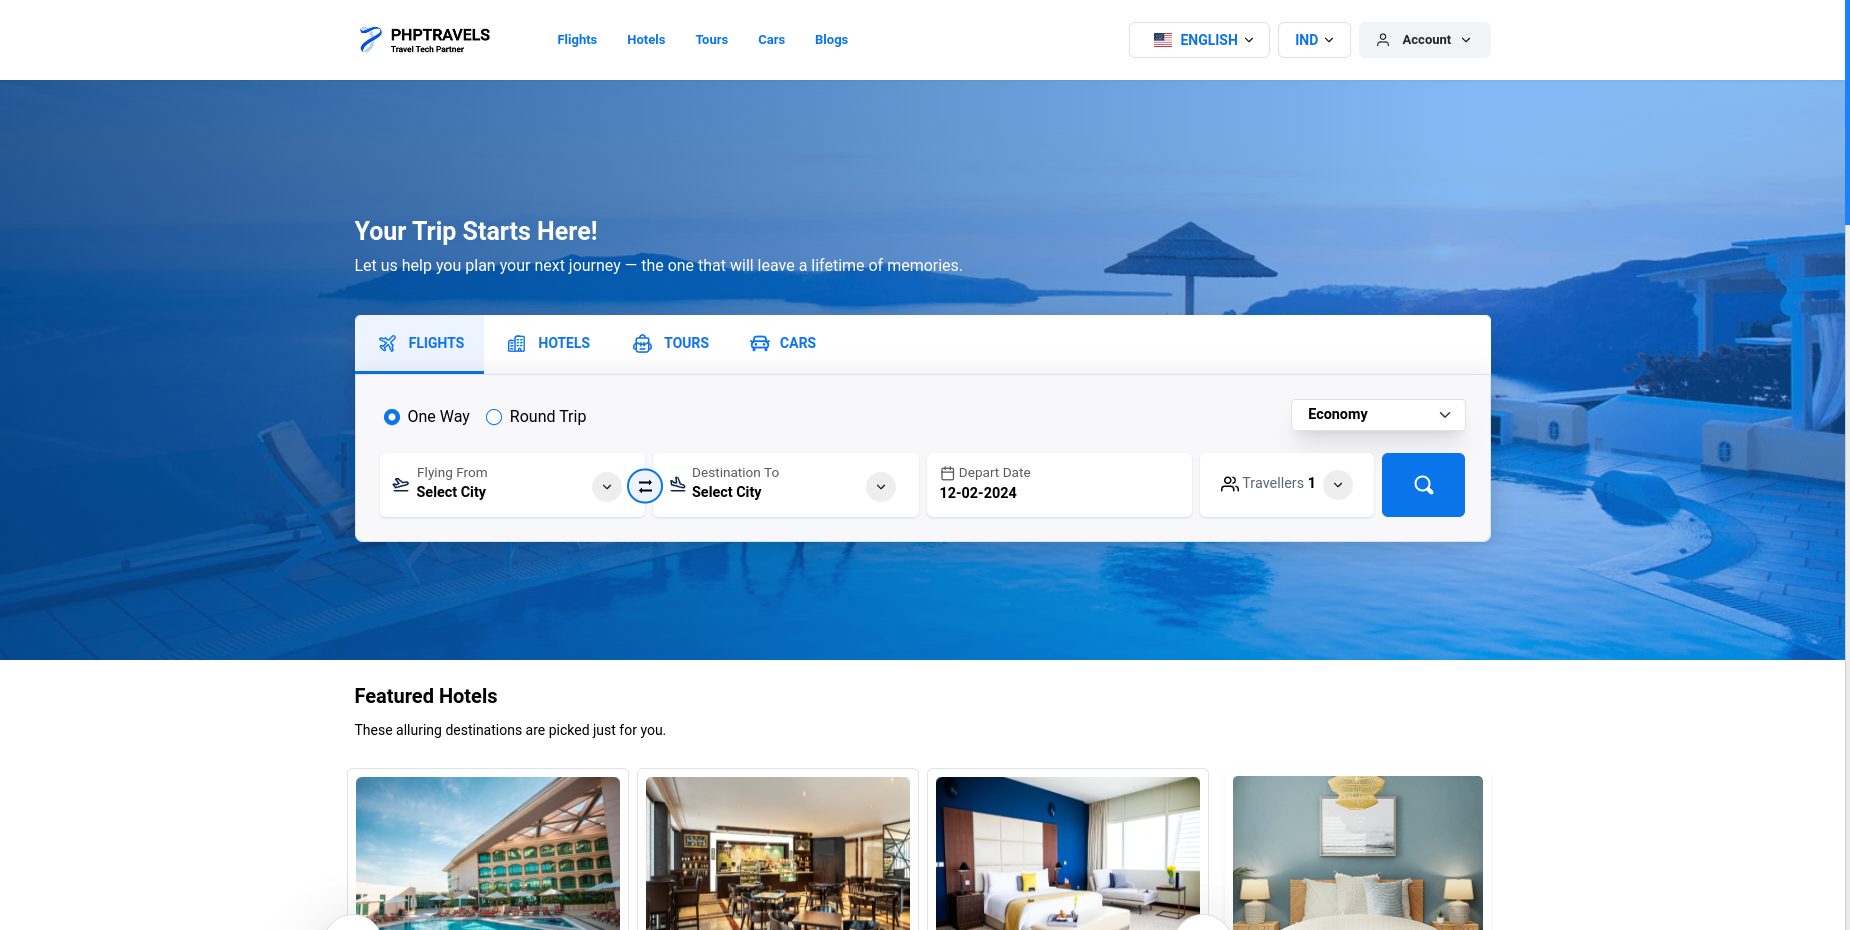 PHPTRAVELS
Travel Tech Partner
Flights
Hotels
Tours
Cars
Blogs
ENGLISH
IND
Account
Your Trip Starts Here!
Let us help you plan your next journey — the one that will leave a lifetime of memories.
FLIGHTS
HOTELS
TOURS
CARS
One Way
Round Trip
Economy
Flying From
Select City
Destination To
Select City
Depart Date
12-02-2024
Travellers 1
Featured Hotels
These alluring destinations are picked just for you.